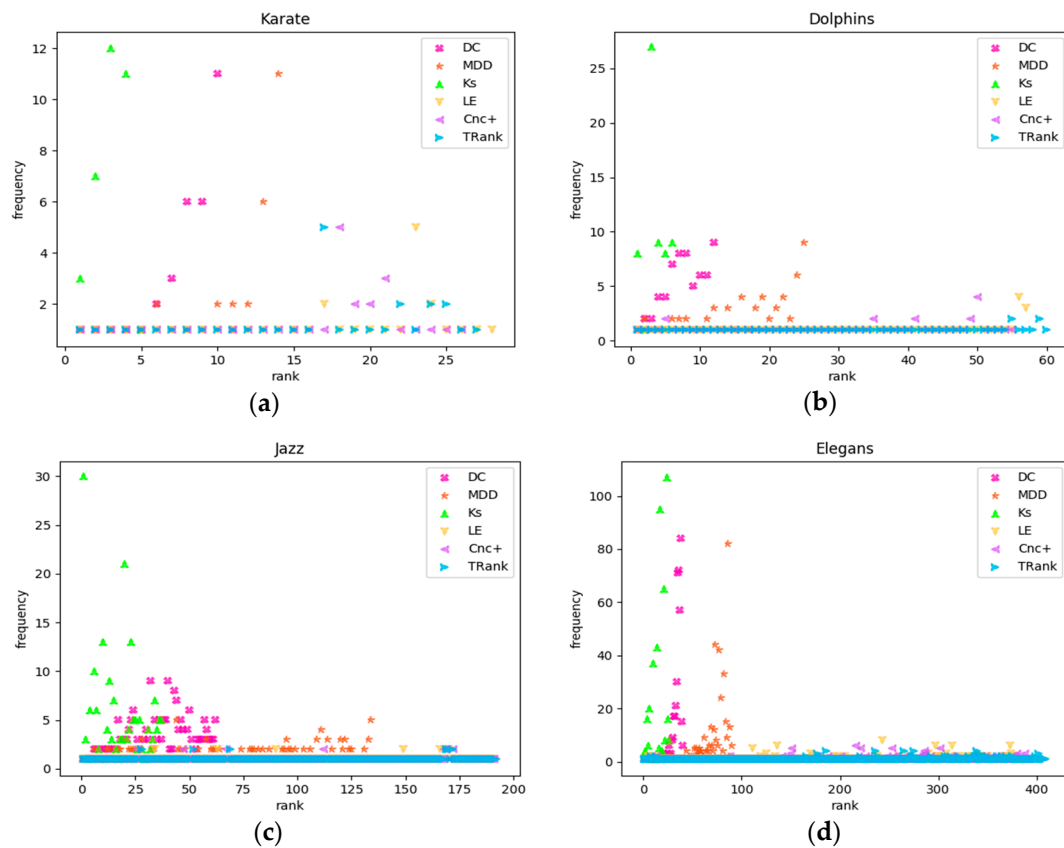 Karate
frequency
12
10
8
6
4
2
0 5 10 15 20 25
rank
DC
MDD
Ks
LE
Cnc+
TRank
(a)
Dolphins
frequency
25
20
15
10
5
0
0 10 20 30 40 50 60
rank
DC
MDD
Ks
LE
Cnc+
TRank
(b)
Jazz
frequency
30
25
20
15
10
5
0
0 25 50 75 100 125 150 175 200
rank
DC
MDD
Ks
LE
Cnc+
TRank
(c)
Elegans
frequency
100
80
60
40
20
0
0 100 200 300 400
rank
DC
MDD
Ks
LE
Cnc+
TRank
(d)